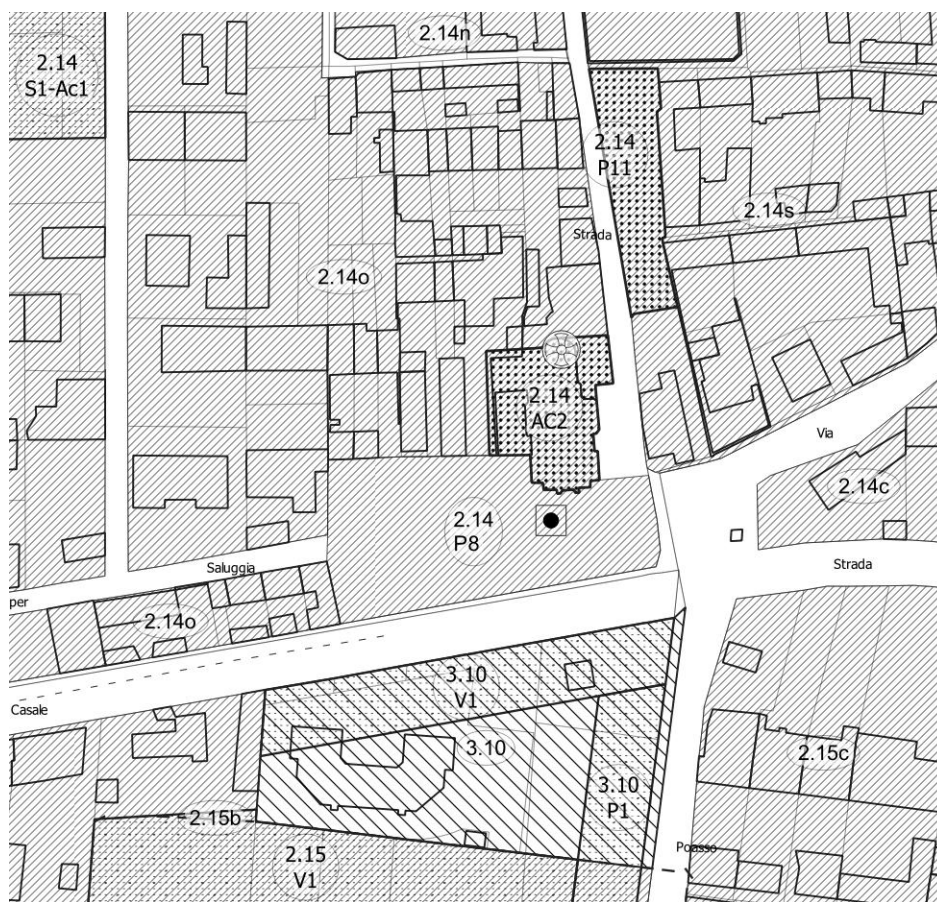 2.14n
2.14
S1-Ac1
2.14
P11
2.14s
Strada
2.14o
2.14
AC2
Via
2.14c
2.14
P8
Strada
Saluggia
per
2.14o
3.10
V1
Casale
3.10
2.15c
3.10
P1
2.15b
Poasso
2.15
V1